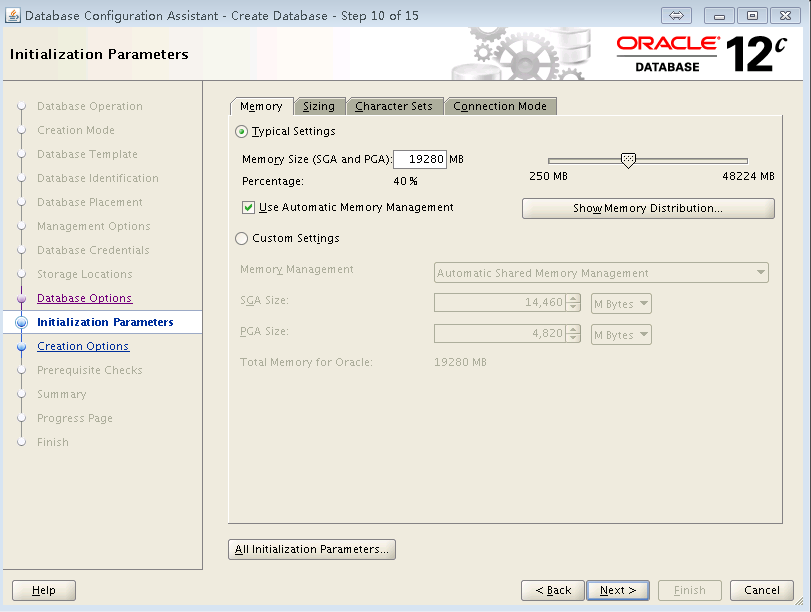 Database Configuration Assistant - Create Database - Step 10 of 15
Initialization Parameters
ORACLE
DATABASE
12c
Database Operation
Creation Mode
Database Template
Database Identification
Database Placement
Management Options
Database Credentials
Storage Locations
Database Options
Initialization Parameters
Creation Options
Prerequisite Checks
Summary
Progress Page
Finish
Memory Sizing Character Sets Connection Mode
Typical Settings
Memory Size (SGA and PGA): 19280 MB
250 MB 48224 MB
Percentage: 40 %
Use Automatic Memory Management
Show Memory Distribution...
Custom Settings
Memory Management Automatic Shared Memory Management
SGA Size: 14,460 M Bytes
PGA Size: 4,820 M Bytes
Total Memory for Oracle: 19280 MB
All Initialization Parameters...
Help < Back Next > Finish Cancel